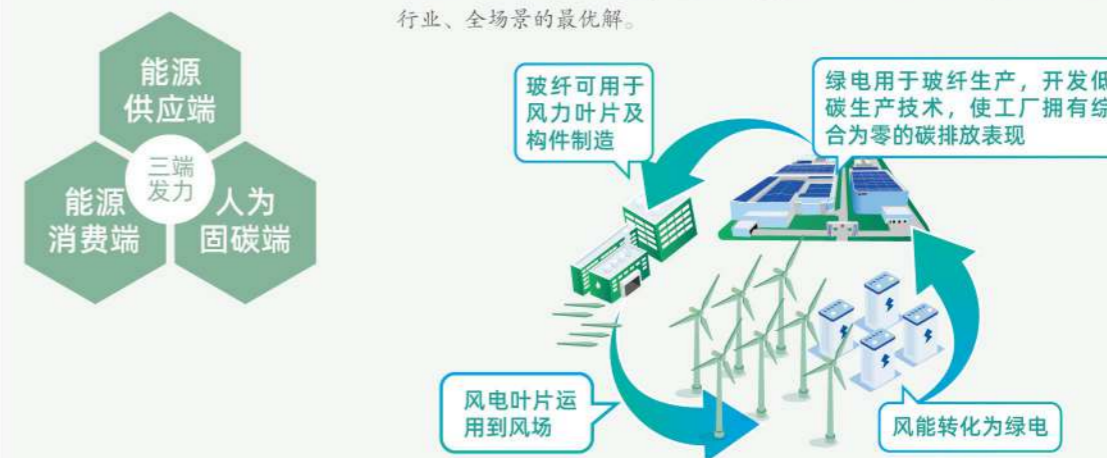 行业、全场景的最优解。
能源
供应端
三端
发力
能源
消费端
人为
固碳端
玻纤可用于
风力叶片及
构件制造
绿电用于玻纤生产，开发低
碳生产技术，使工厂拥有综
合为零的碳排放表现
风电叶片运
用到风场
风能转化为绿电